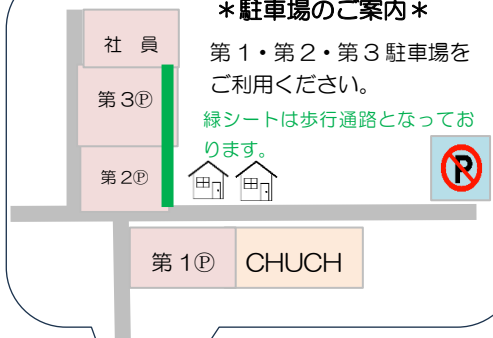 ＊駐車場のご案内＊
社 員
第１・第２・第３駐車場を
ご利用ください。
第３Ⓟ
緑シートは歩行通路となってお
ります。
第２Ⓟ
P
第１Ⓟ
CHUCH